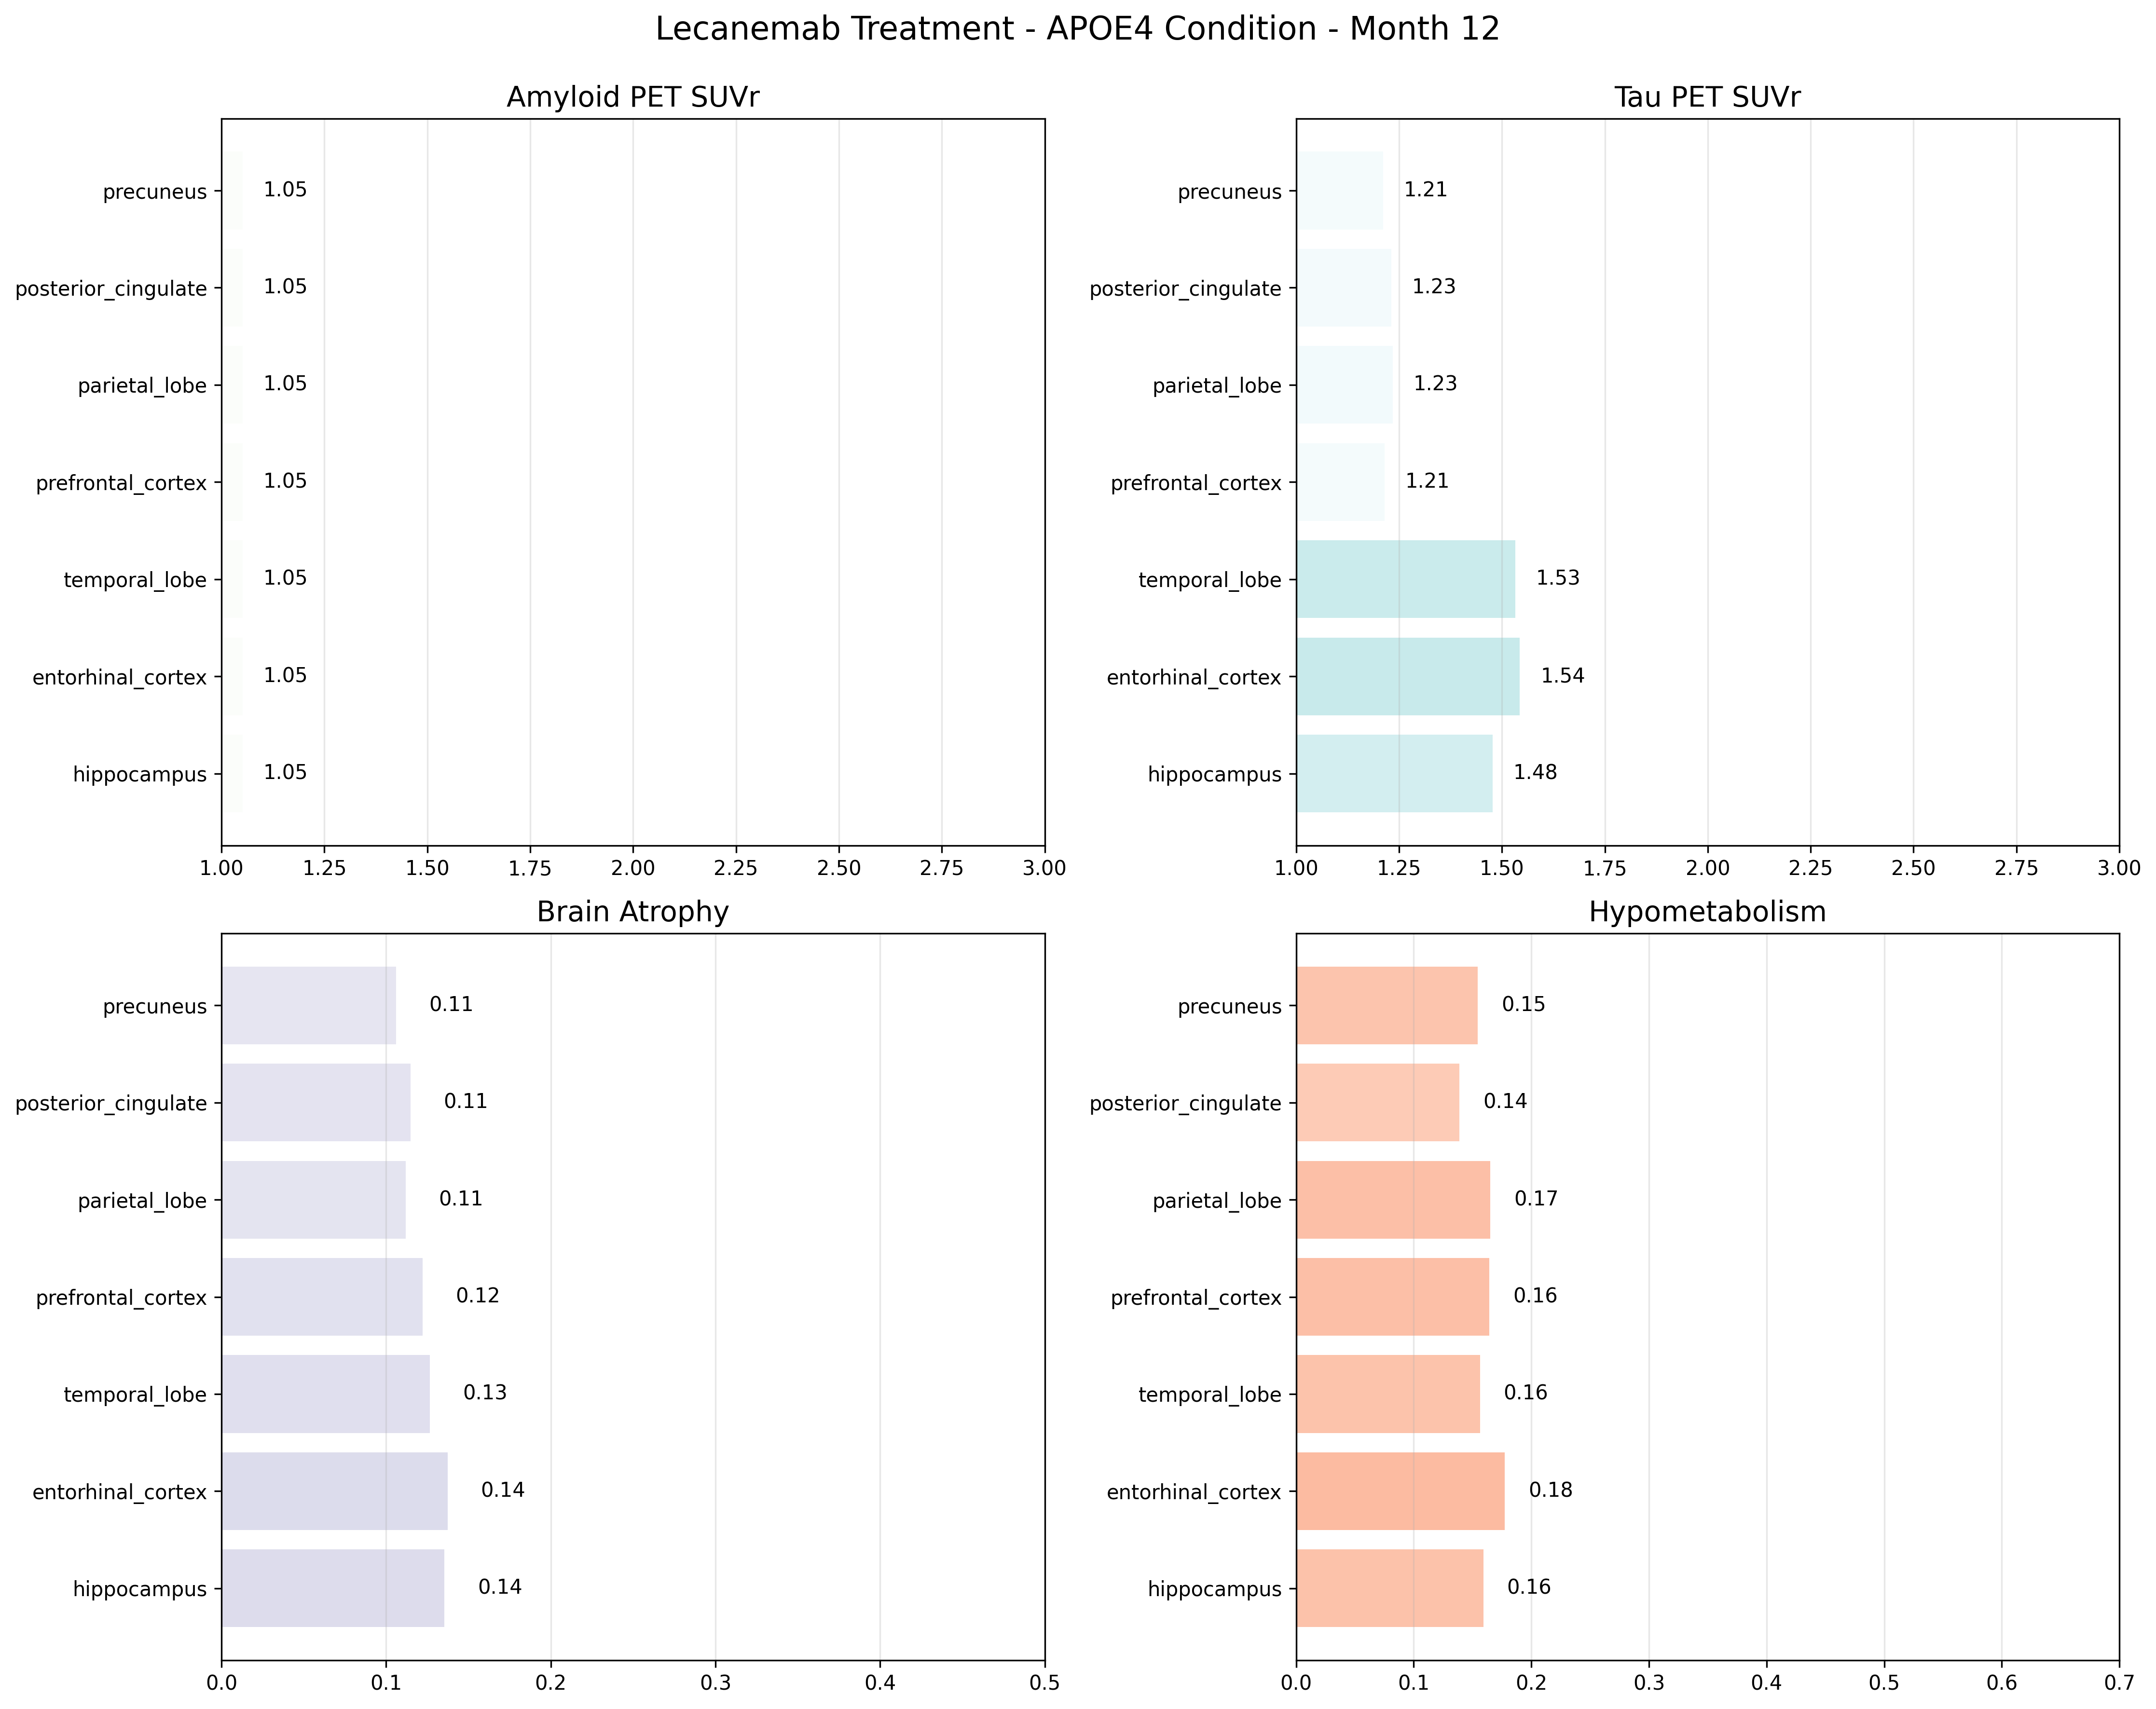 Lecanemab Treatment - APOE4 Condition - Month 12
Amyloid PET SUVr
precuneus 1.05
posterior_cingulate 1.05
parietal_lobe 1.05
prefrontal_cortex 1.05
temporal_lobe 1.05
entorhinal_cortex 1.05
hippocampus 1.05
1.00 1.25 1.50 1.75 2.00 2.25 2.50 2.75 3.00
Tau PET SUVr
precuneus 1.21
posterior_cingulate 1.23
parietal_lobe 1.23
prefrontal_cortex 1.21
temporal_lobe 1.53
entorhinal_cortex 1.54
hippocampus 1.48
1.00 1.25 1.50 1.75 2.00 2.25 2.50 2.75 3.00
Brain Atrophy
precuneus 0.11
posterior_cingulate 0.11
parietal_lobe 0.11
prefrontal_cortex 0.12
temporal_lobe 0.13
entorhinal_cortex 0.14
hippocampus 0.14
0.0 0.1 0.2 0.3 0.4 0.5
Hypometabolism
precuneus 0.15
posterior_cingulate 0.14
parietal_lobe 0.17
prefrontal_cortex 0.16
temporal_lobe 0.16
entorhinal_cortex 0.18
hippocampus 0.16
0.0 0.1 0.2 0.3 0.4 0.5 0.6 0.7